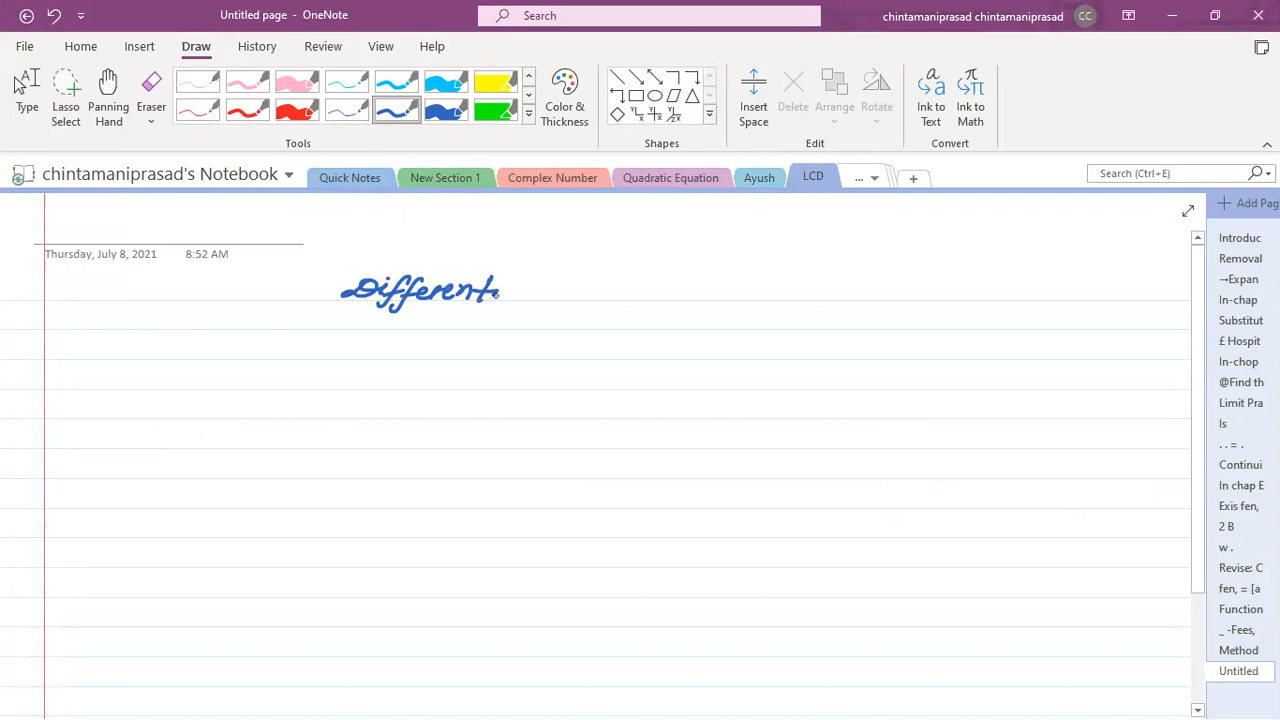 Untitled page - OneNote
Search
chintamaniprasad chintamaniprasad
CC
File Home Insert Draw History Review View Help
Type
Lasso Select
Panning Hand
Eraser
Color & Thickness
Insert Space
Delete
Arrange
Rotate
Ink to Text
Ink to Math
Tools Shapes Edit Convert
chintamaniprasad's Notebook
Quick Notes New Section 1 Complex Number Quadratic Equation Ayush LCD ... +
Search (Ctrl+E)
Add Pag
Thursday, July 8, 2021 8:52 AM
Different
Introduc
Removal
→Expan
In-chap
Substitut
£ Hospit
In-chop
@Find th
Limit Pra
Is
. . = .
Continui
In chap E
Exis fen,
2 B
w .
Revise: C
fen, = [a
Function
_ -Fees,
Method
Untitled